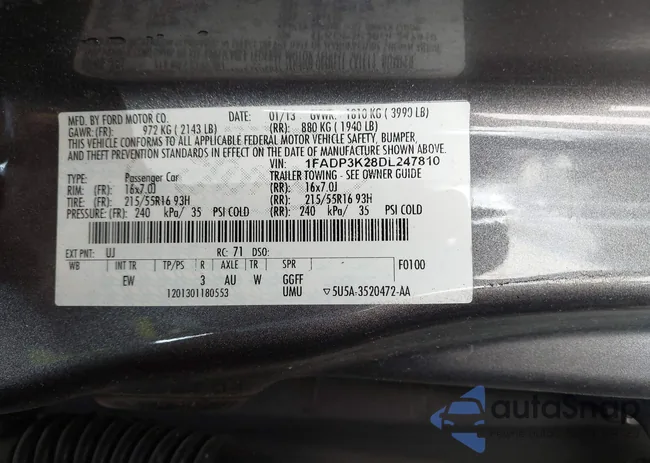 MFD. BY FORD MOTOR CO.
DATE: 01/13 GVWR: 1810 KG ( 3990 LB)
GAWR: (FR): 972 KG ( 2143 LB) (RR): 880 KG ( 1940 LB)
THIS VEHICLE CONFORMS TO ALL APPLICABLE FEDERAL MOTOR VEHICLE SAFETY, BUMPER,
AND THEFT PREVENTION STANDARDS IN EFFECT ON THE DATE OF MANUFACTURE SHOWN ABOVE.
VIN: 1FADP3K28DL247810
TYPE: Passenger Car TRAILER TOWING - SEE OWNER GUIDE
RIM: (FR): 16x7.0J (RR): 16x7.0J
TIRE: (FR): 215/55R16 93H (RR): 215/55R16 93H
PRESSURE: (FR): 240 kPa/ 35 PSI COLD (RR): 240 kPa/ 35 PSI COLD
EXT PNT: UJ RC: 71 DSO: F0100
WB INT TR TP/PS R AXLE TR SPR
EW 3 AU W GGFF
1201301180553 UMU ▽5U5A-3520472-AA
autoSnap